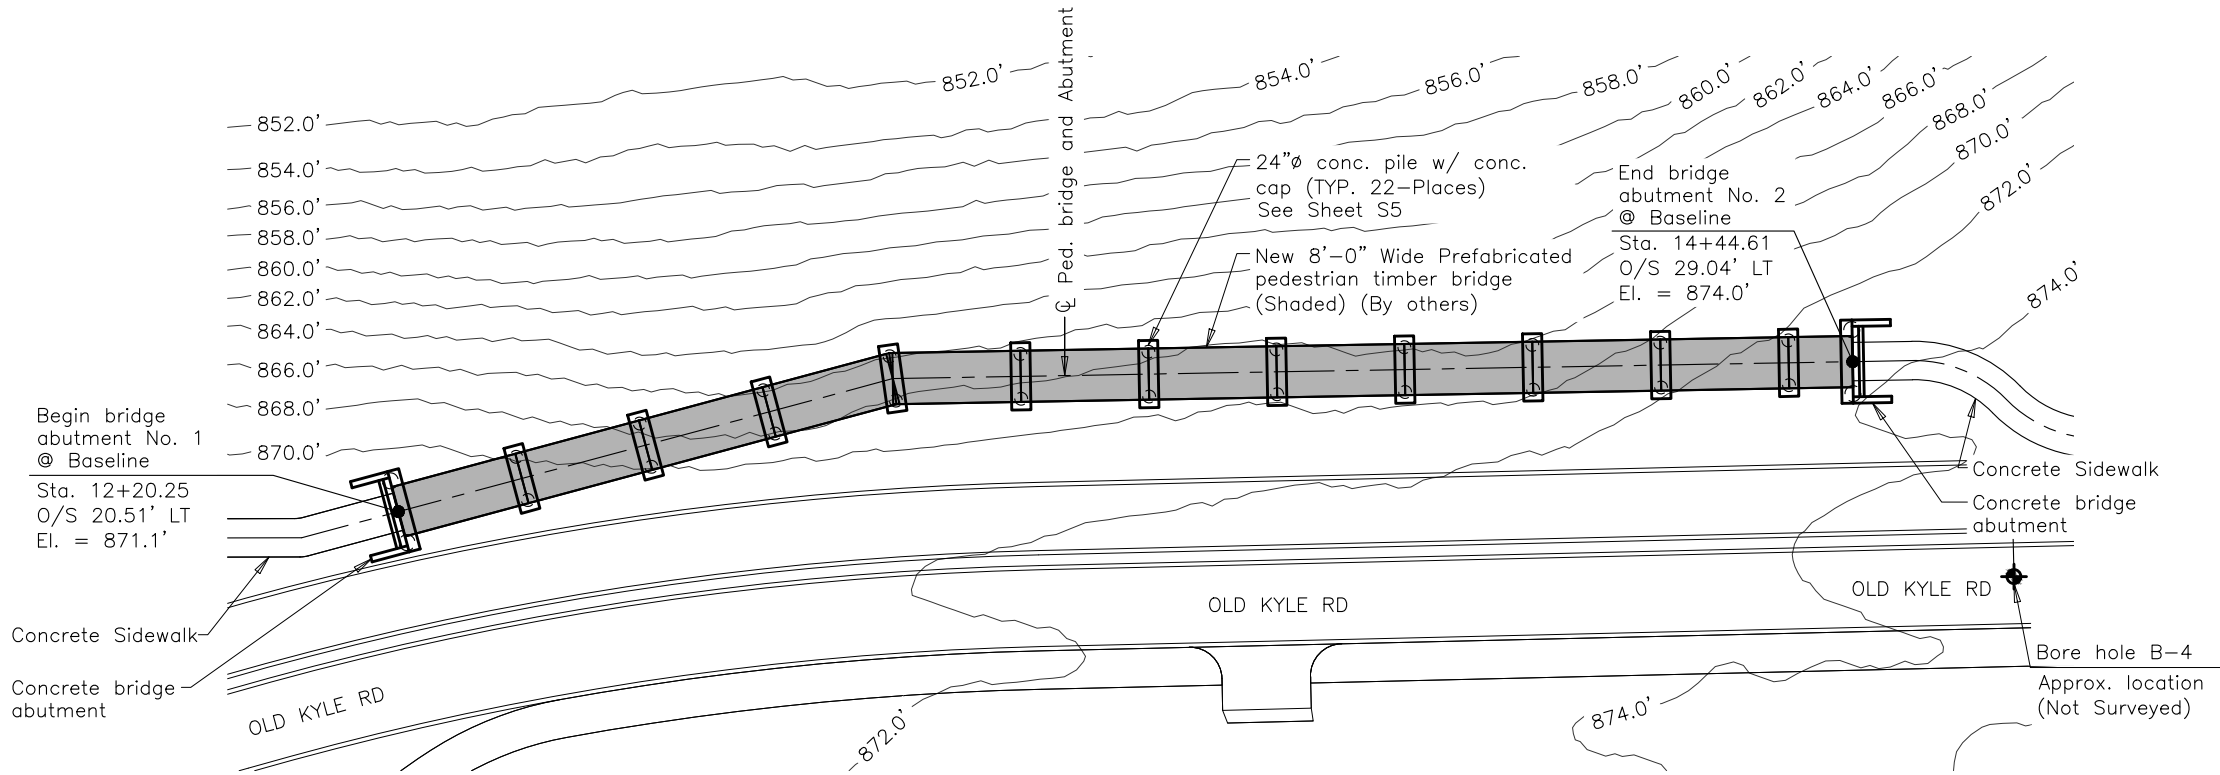 852.0'
854.0'
856.0'
858.0'
860.0'
862.0'
864.0'
866.0'
868.0'
870.0'
872.0'
874.0'
℄ Ped. bridge and Abutment
852.0'
854.0'
856.0'
858.0'
860.0'
862.0'
864.0'
866.0'
868.0'
870.0'
24"ø conc. pile w/ conc.
cap (TYP. 22-Places)
See Sheet S5
New 8'-0" Wide Prefabricated
pedestrian timber bridge
(Shaded) (By others)
End bridge
abutment No. 2
@ Baseline
Sta. 14+44.61
O/S 29.04' LT
El. = 874.0'
Begin bridge
abutment No. 1
@ Baseline
Sta. 12+20.25
O/S 20.51' LT
El. = 871.1'
Concrete Sidewalk
Concrete bridge
abutment
Concrete Sidewalk
Concrete bridge
abutment
OLD KYLE RD
OLD KYLE RD
OLD KYLE RD
Bore hole B-4
Approx. location
(Not Surveyed)
872.0'
874.0'